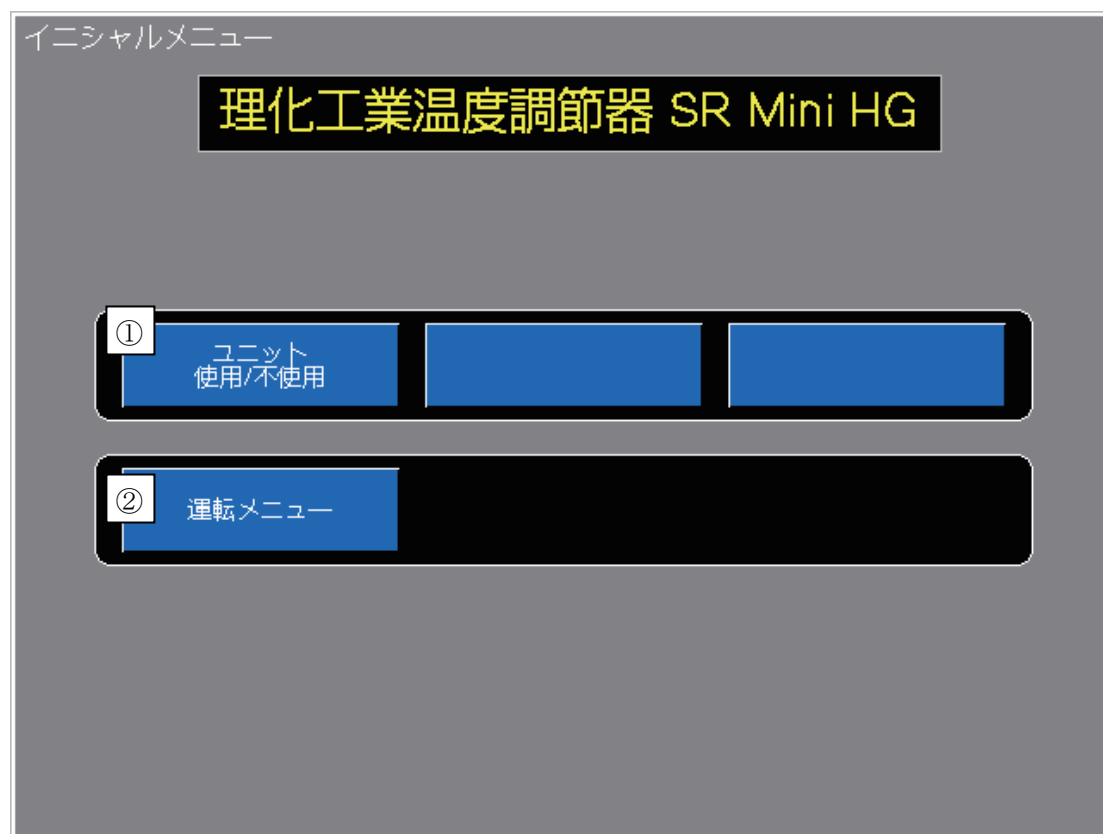 イニシャルメニュー
理化工業温度調節器 SR Mini HG
①
ユニット
使用/不使用
②
運転メニュー